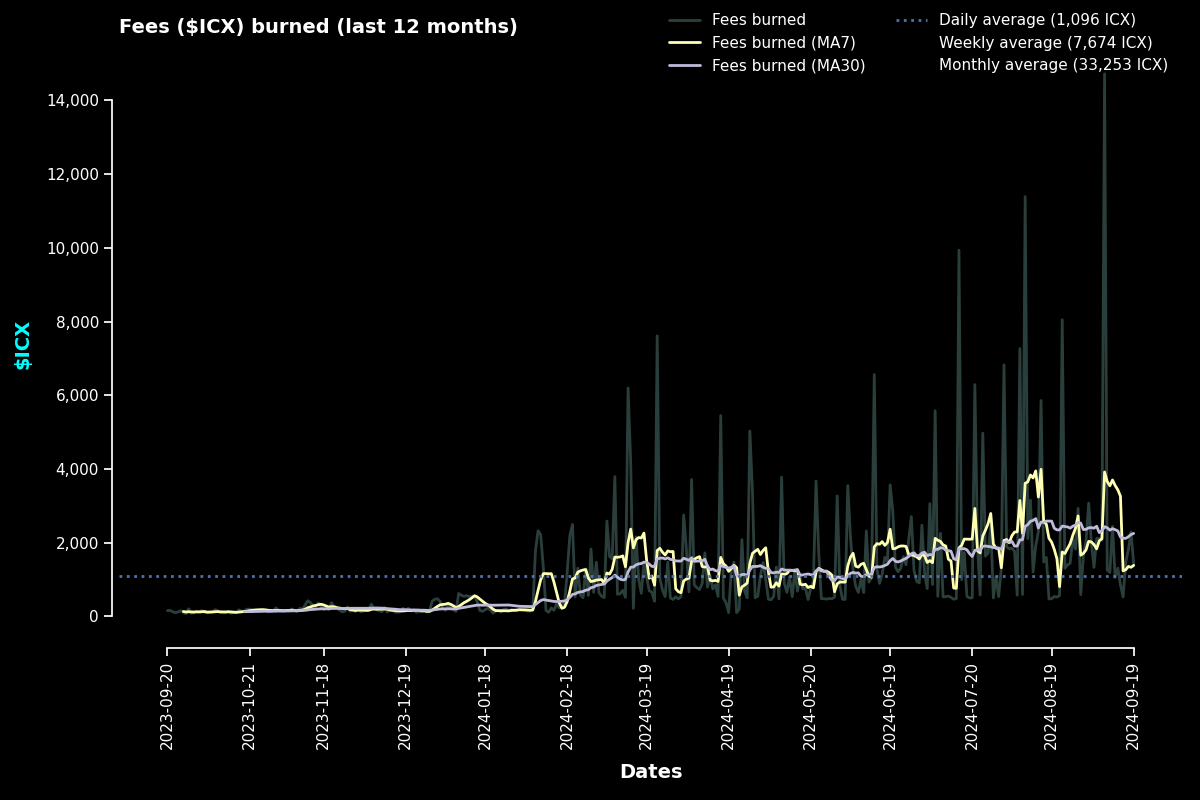 Fees ($ICX) burned (last 12 months)
Fees burned
Fees burned (MA7)
Fees burned (MA30)
Daily average (1,096 ICX)
Weekly average (7,674 ICX)
Monthly average (33,253 ICX)
14,000
12,000
10,000
8,000
6,000
4,000
2,000
0
$ICX
2023-09-20
2023-10-21
2023-11-18
2023-12-19
2024-01-18
2024-02-18
2024-03-19
2024-04-19
2024-05-20
2024-06-19
2024-07-20
2024-08-19
2024-09-19
Dates